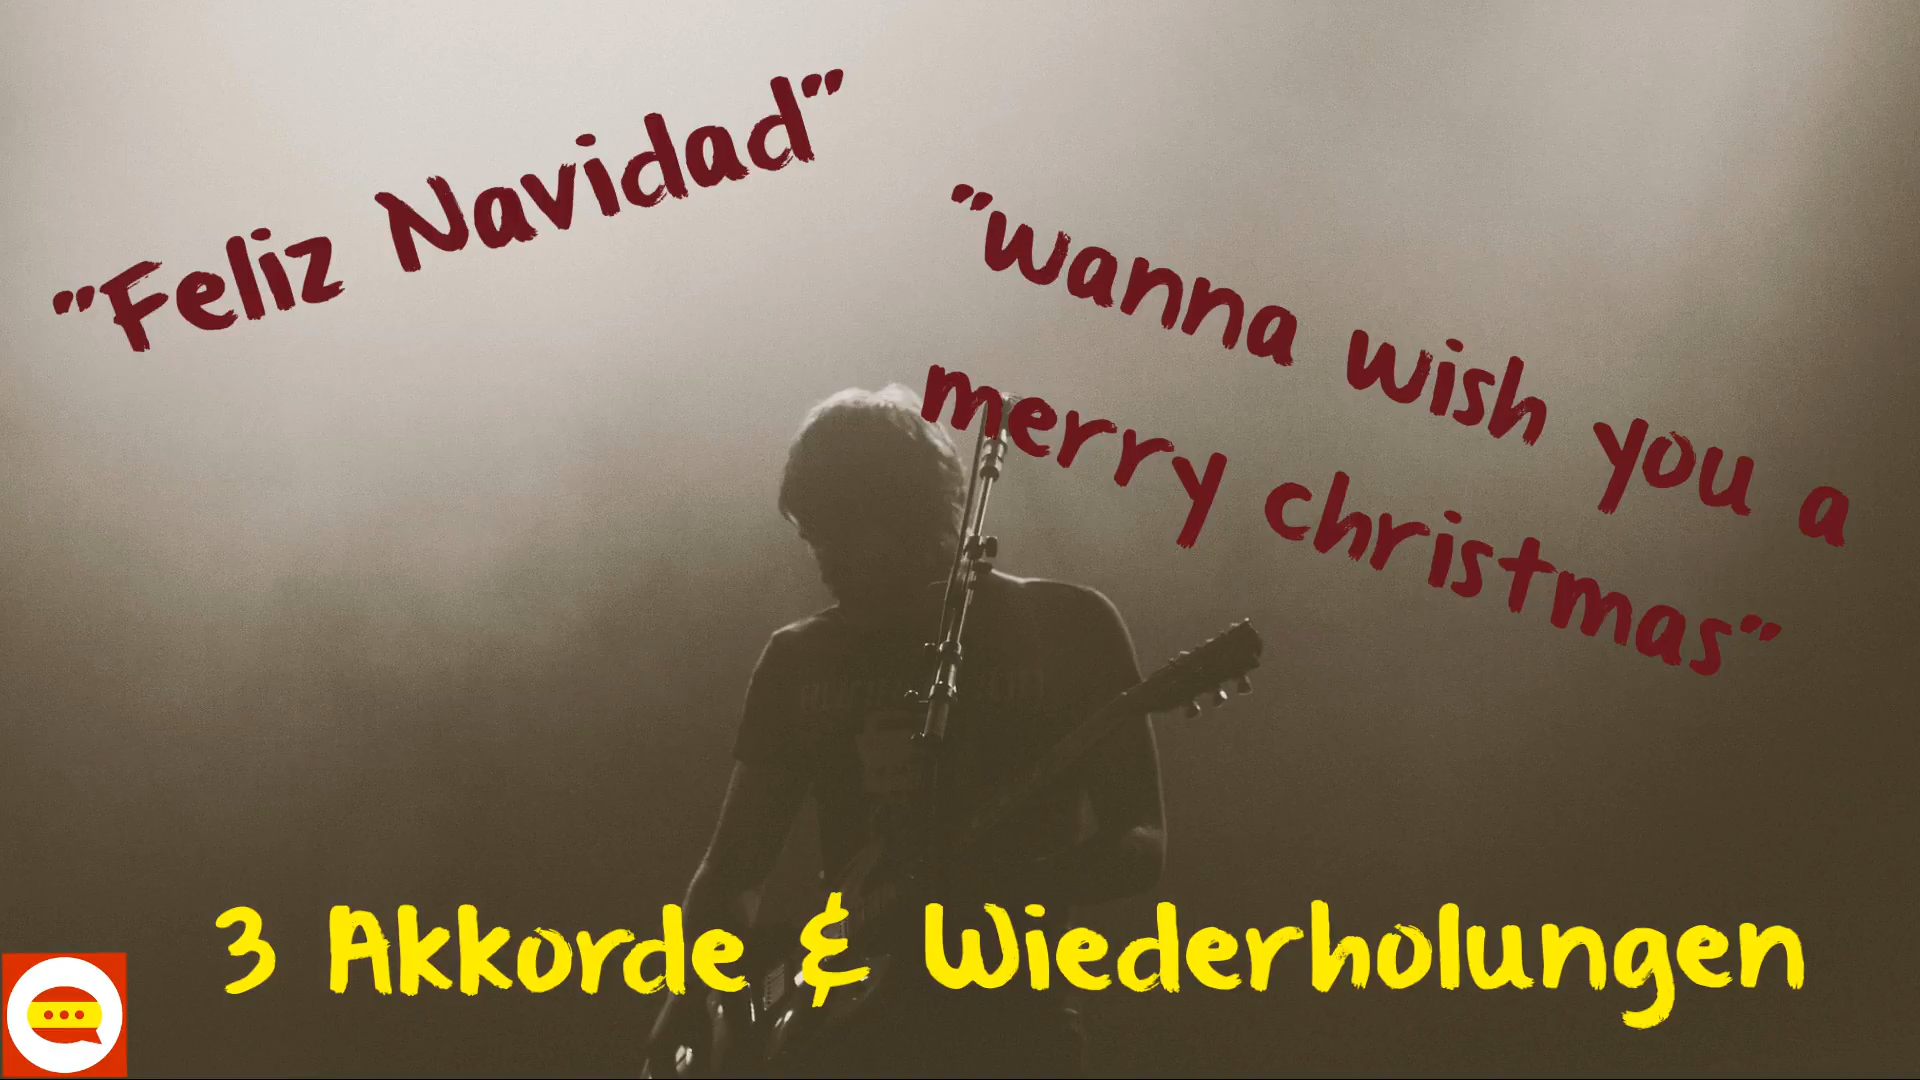 "Feliz Navidad"
"wanna wish you a
merry christmas"
3 Akkorde & Wiederholungen